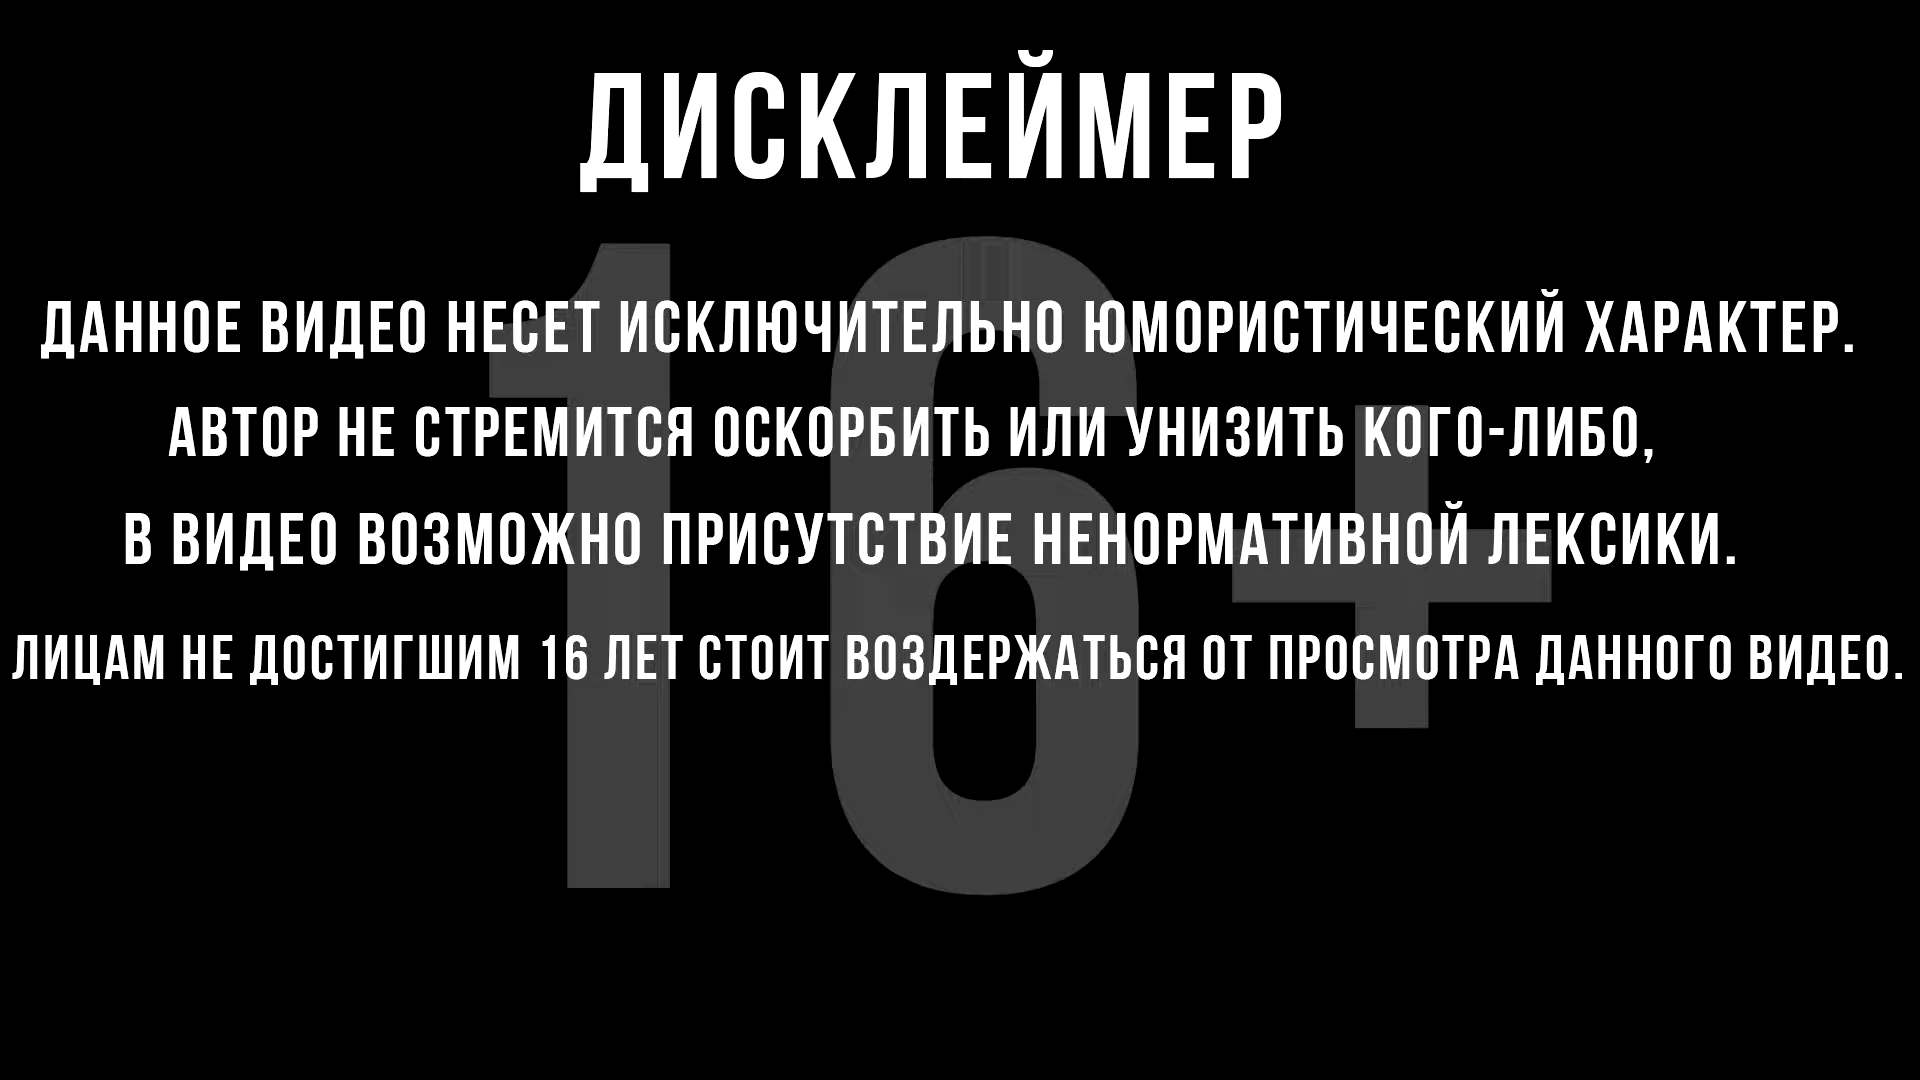 ДИСКЛЕЙМЕР
16+
ДАННОЕ ВИДЕО НЕСЕТ ИСКЛЮЧИТЕЛЬНО ЮМОРИСТИЧЕСКИЙ ХАРАКТЕР.
АВТОР НЕ СТРЕМИТСЯ ОСКОРБИТЬ ИЛИ УНИЗИТЬ КОГО-ЛИБО,
В ВИДЕО ВОЗМОЖНО ПРИСУТСТВИЕ НЕНОРМАТИВНОЙ ЛЕКСИКИ.
ЛИЦАМ НЕ ДОСТИГШИМ 16 ЛЕТ СТОИТ ВОЗДЕРЖАТЬСЯ ОТ ПРОСМОТРА ДАННОГО ВИДЕО.